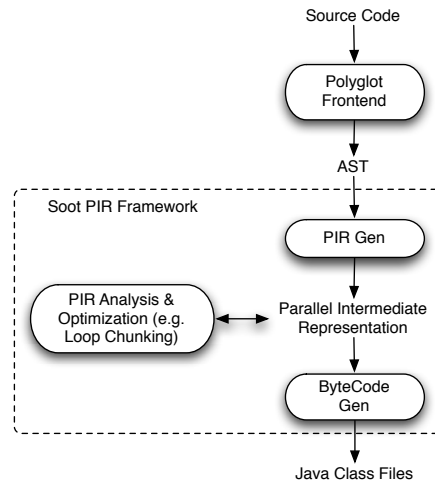 Source Code
Polyglot
Frontend
AST
Soot PIR Framework
PIR Gen
PIR Analysis &
Optimization (e.g.
Loop Chunking)
Parallel Intermediate
Representation
ByteCode
Gen
Java Class Files